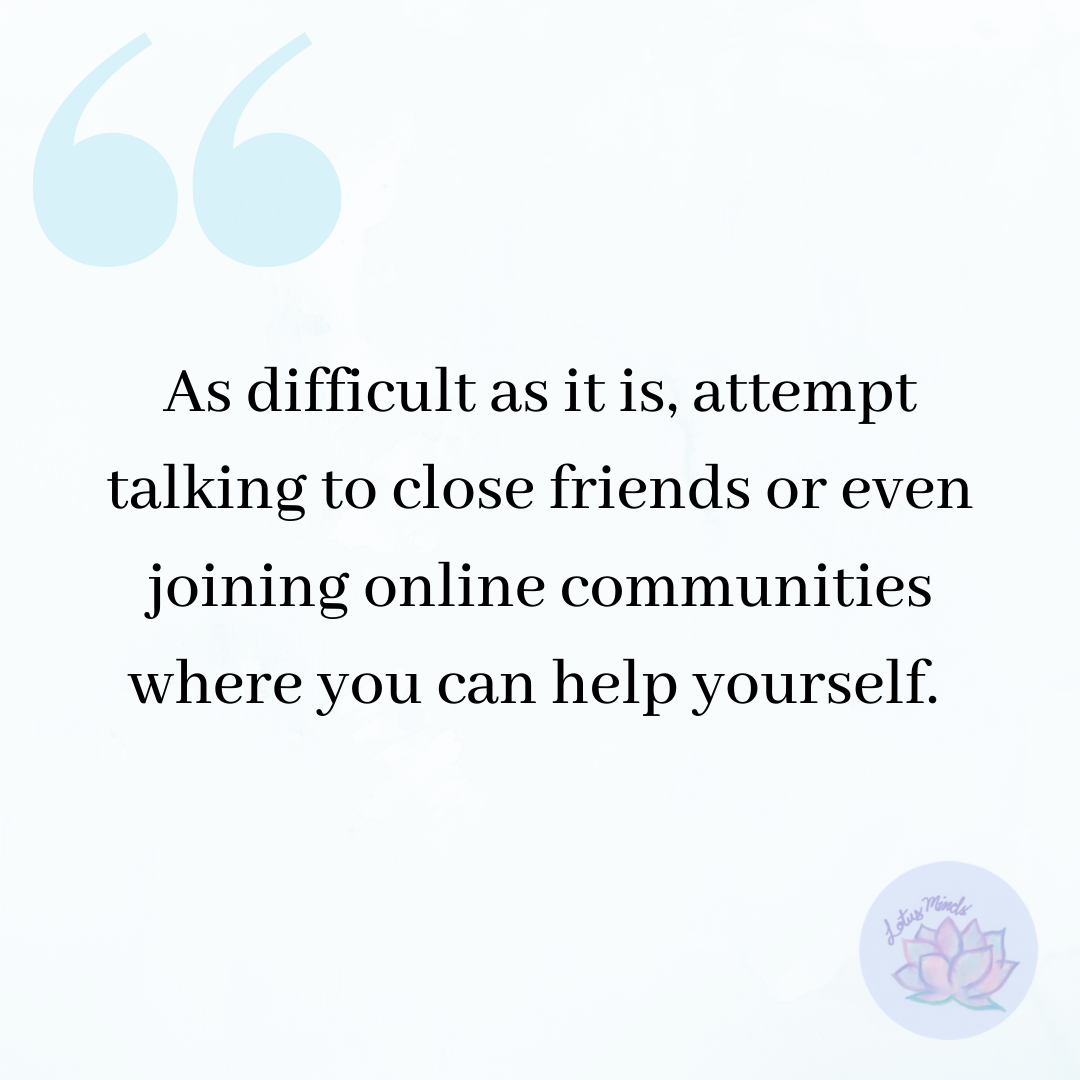 As difficult as it is, attempt
talking to close friends or even
joining online communities
where you can help yourself.
Lotus Minds